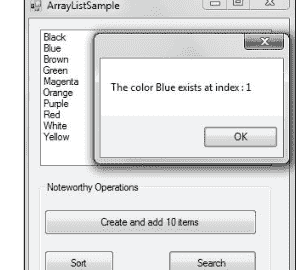 ArrayListSample
Black
Blue
Brown
Green
Magenta
Orange
Purple
Red
White
Yellow
The color Blue exists at index : 1
OK
Noteworthy Operations
Create and add 10 items
Sort
Search